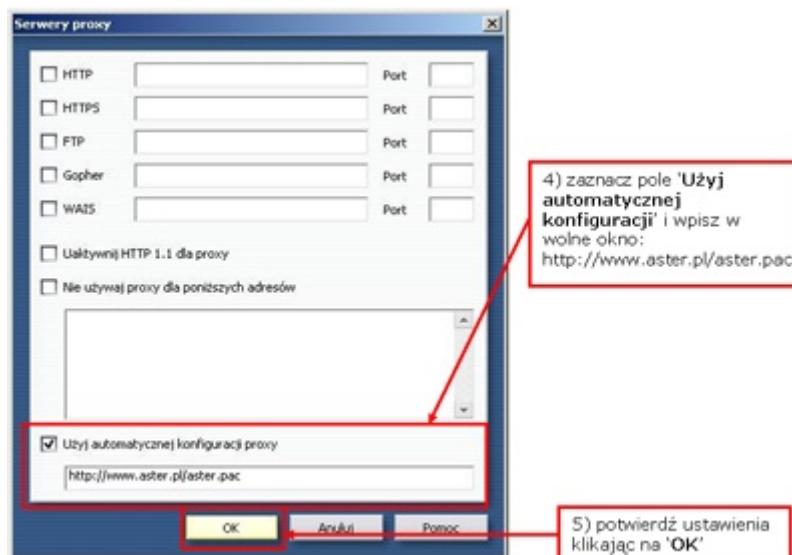 Serwery proxy
HTTP Port
HTTPS Port
FTP Port
Gopher Port
WAIS Port
Uaktywnij HTTP 1.1 dla proxy
Nie używaj proxy dla poniższych adresów
Użyj automatycznej konfiguracji proxy
http://www.aster.pl/aster.pac
OK Anuluj Pomoc
4) zaznacz pole 'Użyj
automatycznej
konfiguracji' i wpisz w
wolne okno:
http://www.aster.pl/aster.pac
5) potwierdź ustawienia
klikając na 'OK'